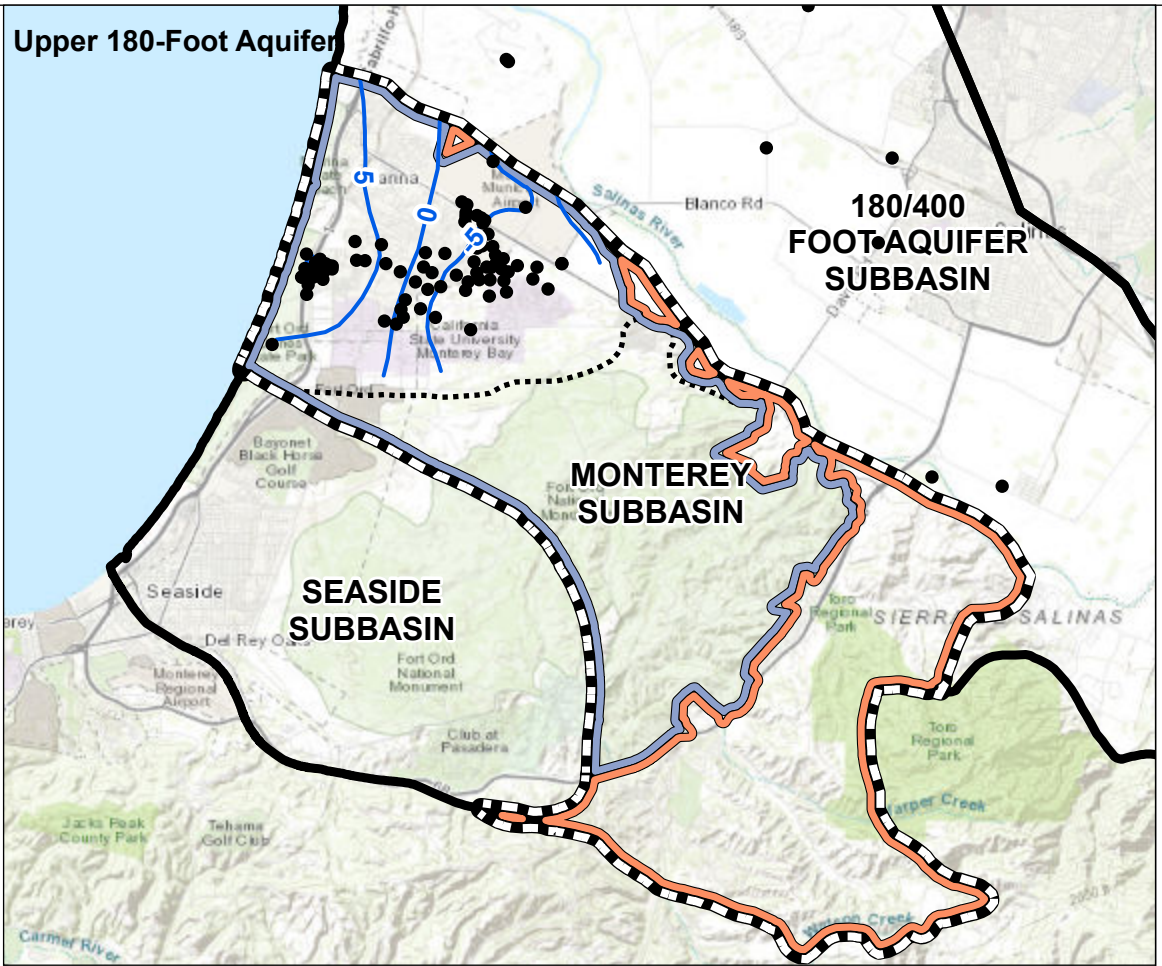 Upper 180-Foot Aquifer
Salinas River
Blanco Rd
180/400
FOOT AQUIFER
SUBBASIN
5
0
-5
California
State University
Monterey Bay
Fort Ord
Bayonet
Black Horse
Golf
Course
MONTEREY
SUBBASIN
SEASIDE
SUBBASIN
Seaside
Del Rey Oaks
Monterey
Regional
Airport
Fort Ord
National
Monument
Club at
Pasadera
Toro
Regional
Park
SIERRA
SALINAS
Toro
Regional
Park
Harper Creek
Jacks Peak
County Park
Tehama
Golf Club
Watson Creek
Carmel River